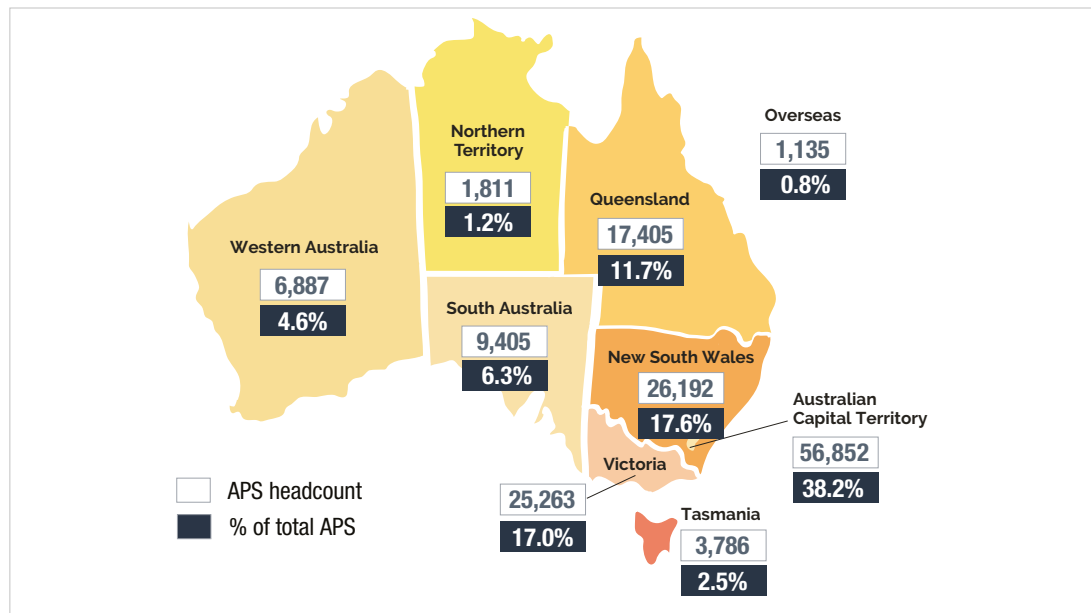 Overseas
1,135
0.8%
Northern
Territory
1,811
1.2%
Queensland
17,405
11.7%
Western Australia
6,887
4.6%
South Australia
9,405
6.3%
New South Wales
26,192
17.6%
Australian
Capital Territory
56,852
38.2%
Victoria
25,263
17.0%
Tasmania
3,786
2.5%
APS headcount
% of total APS